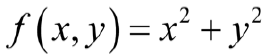 f(x, y) = x² + y²